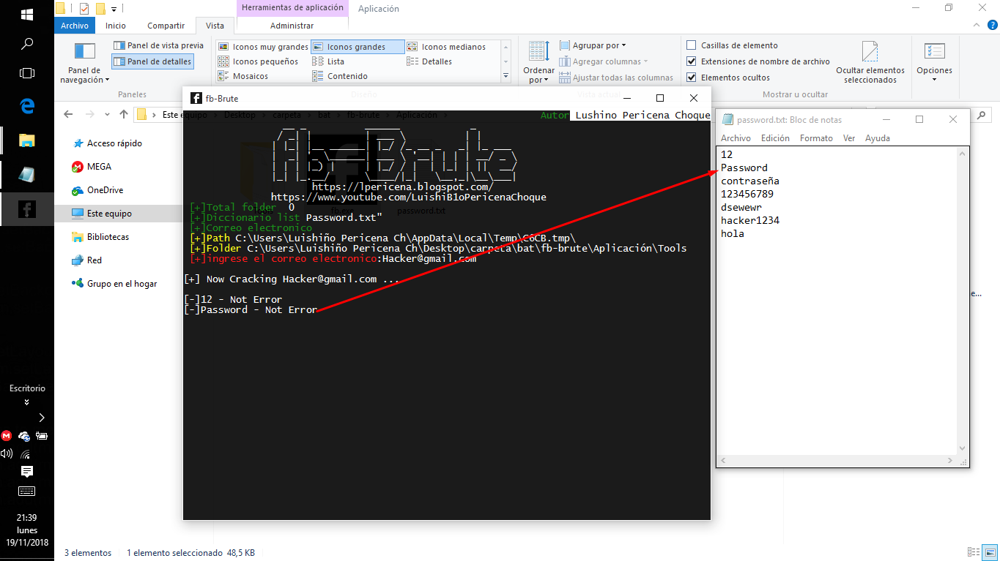 Herramientas de aplicación
Aplicación
Archivo
Inicio
Compartir
Vista
Administrar
Panel de navegación
Panel de vista previa
Panel de detalles
Paneles
Iconos muy grandes
Iconos grandes
Iconos medianos
Iconos pequeños
Lista
Detalles
Mosaicos
Contenido
Diseño
Ordenar por
Agrupar por
Agregar columnas
Ajustar todas las columnas
Vista actual
Casillas de elemento
Extensiones de nombre de archivo
Elementos ocultos
Ocultar elementos seleccionados
Mostrar u ocultar
Opciones
Este equipo > Desktop > carpeta > bat > fb-brute > Aplicación >
Acceso rápido
MEGA
OneDrive
Este equipo
Bibliotecas
Red
Grupo en el hogar
fb-Brute
Autor Lushino Pericena Choque
fb-Brute
https://lpericena.blogspot.com/
https://www.youtube.com/LuishiB1oPericenaChoque
[+]Total folder 0
[+]Diccionario list Password.txt"
[+]Correo electronico
[+]Path C:\Users\Luishiño Pericena Ch\AppData\Local\Temp\C6CB.tmp\
[+]Folder C:\Users\Luishiño Pericena Ch\Desktop\carpeta\bat\fb-brute\Aplicación\Tools
[+]ingrese el correo electronico:Hacker@gmail.com
[+] Now Cracking Hacker@gmail.com ...
[-]12 - Not Error
[-]Password - Not Error
fb.exe
password.txt
password.txt: Bloc de notas
Archivo Edición Formato Ver Ayuda
12
Password
contraseña
123456789
dsewewr
hacker1234
hola
e...
Escritorio
21:39
lunes
19/11/2018
3 elementos
1 elemento seleccionado 48,5 KB